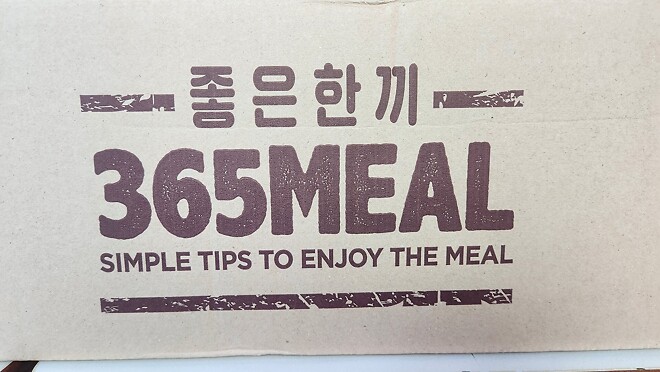 좋은한끼
365MEAL
SIMPLE TIPS TO ENJOY THE MEAL